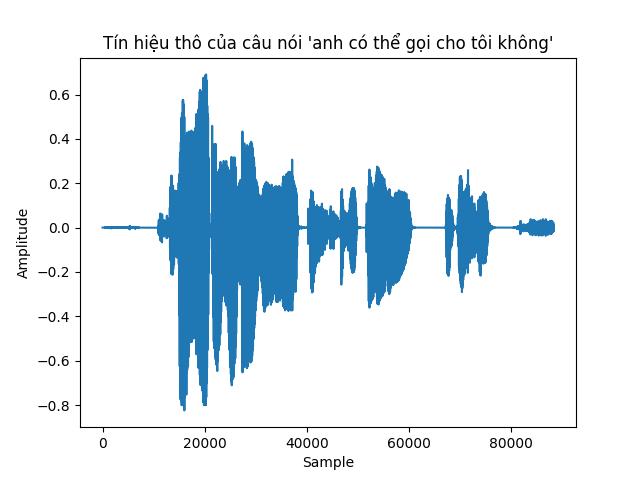 Tín hiệu thô của câu nói 'anh có thể gọi cho tôi không'
0.6
0.4
0.2
0.0
−0.2
−0.4
−0.6
−0.8
Amplitude
0 20000 40000 60000 80000
Sample